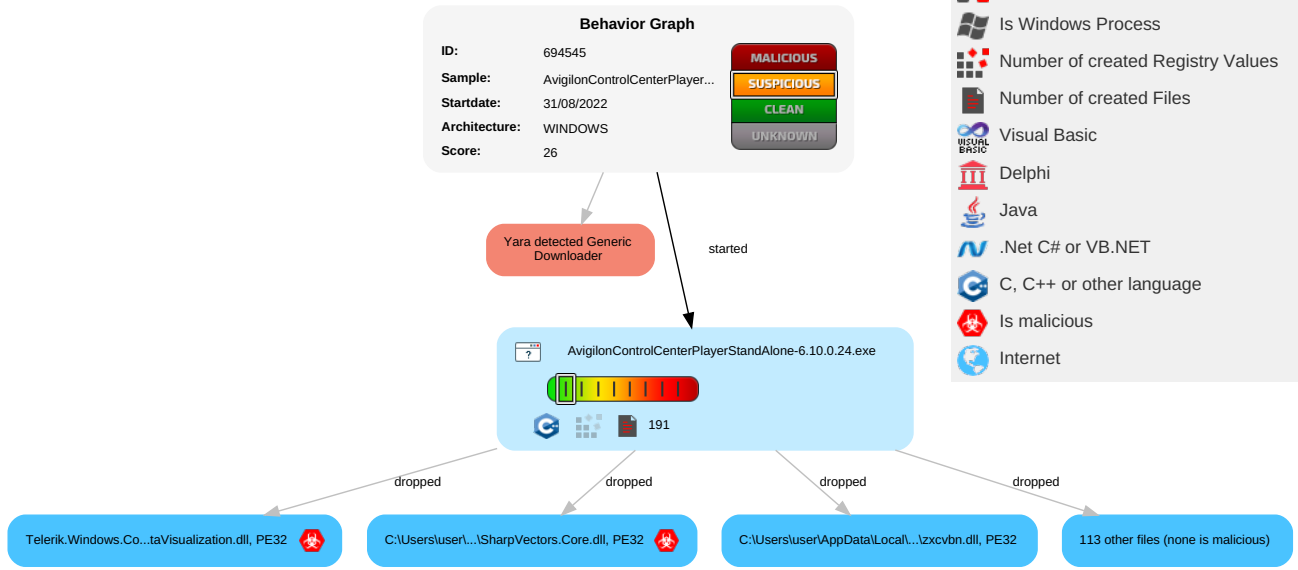 Behavior Graph
ID: 694545
Sample: AvigilonControlCenterPlayer...
Startdate: 31/08/2022
Architecture: WINDOWS
Score: 26
MALICIOUS
SUSPICIOUS
CLEAN
UNKNOWN
Is Windows Process
Number of created Registry Values
Number of created Files
VISUAL
BASIC
Visual Basic
Delphi
Java
.Net C# or VB.NET
C, C++ or other language
Is malicious
Internet
Yara detected Generic
Downloader
started
AvigilonControlCenterPlayerStandAlone-6.10.0.24.exe
?
191
dropped
dropped
dropped
dropped
Telerik.Windows.Co...taVisualization.dll, PE32
C:\Users\user\...\SharpVectors.Core.dll, PE32
C:\Users\user\AppData\Local\...\zxcvbn.dll, PE32
113 other files (none is malicious)